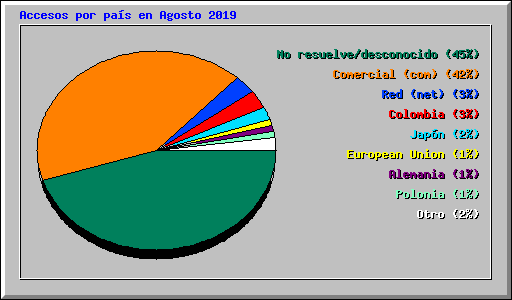 Accesos por país en Agosto 2019
No resuelve/desconocido (45%)
Comercial (com) (42%)
Red (net) (3%)
Colombia (3%)
Japón (2%)
European Union (1%)
Alemania (1%)
Polonia (1%)
Otro (2%)